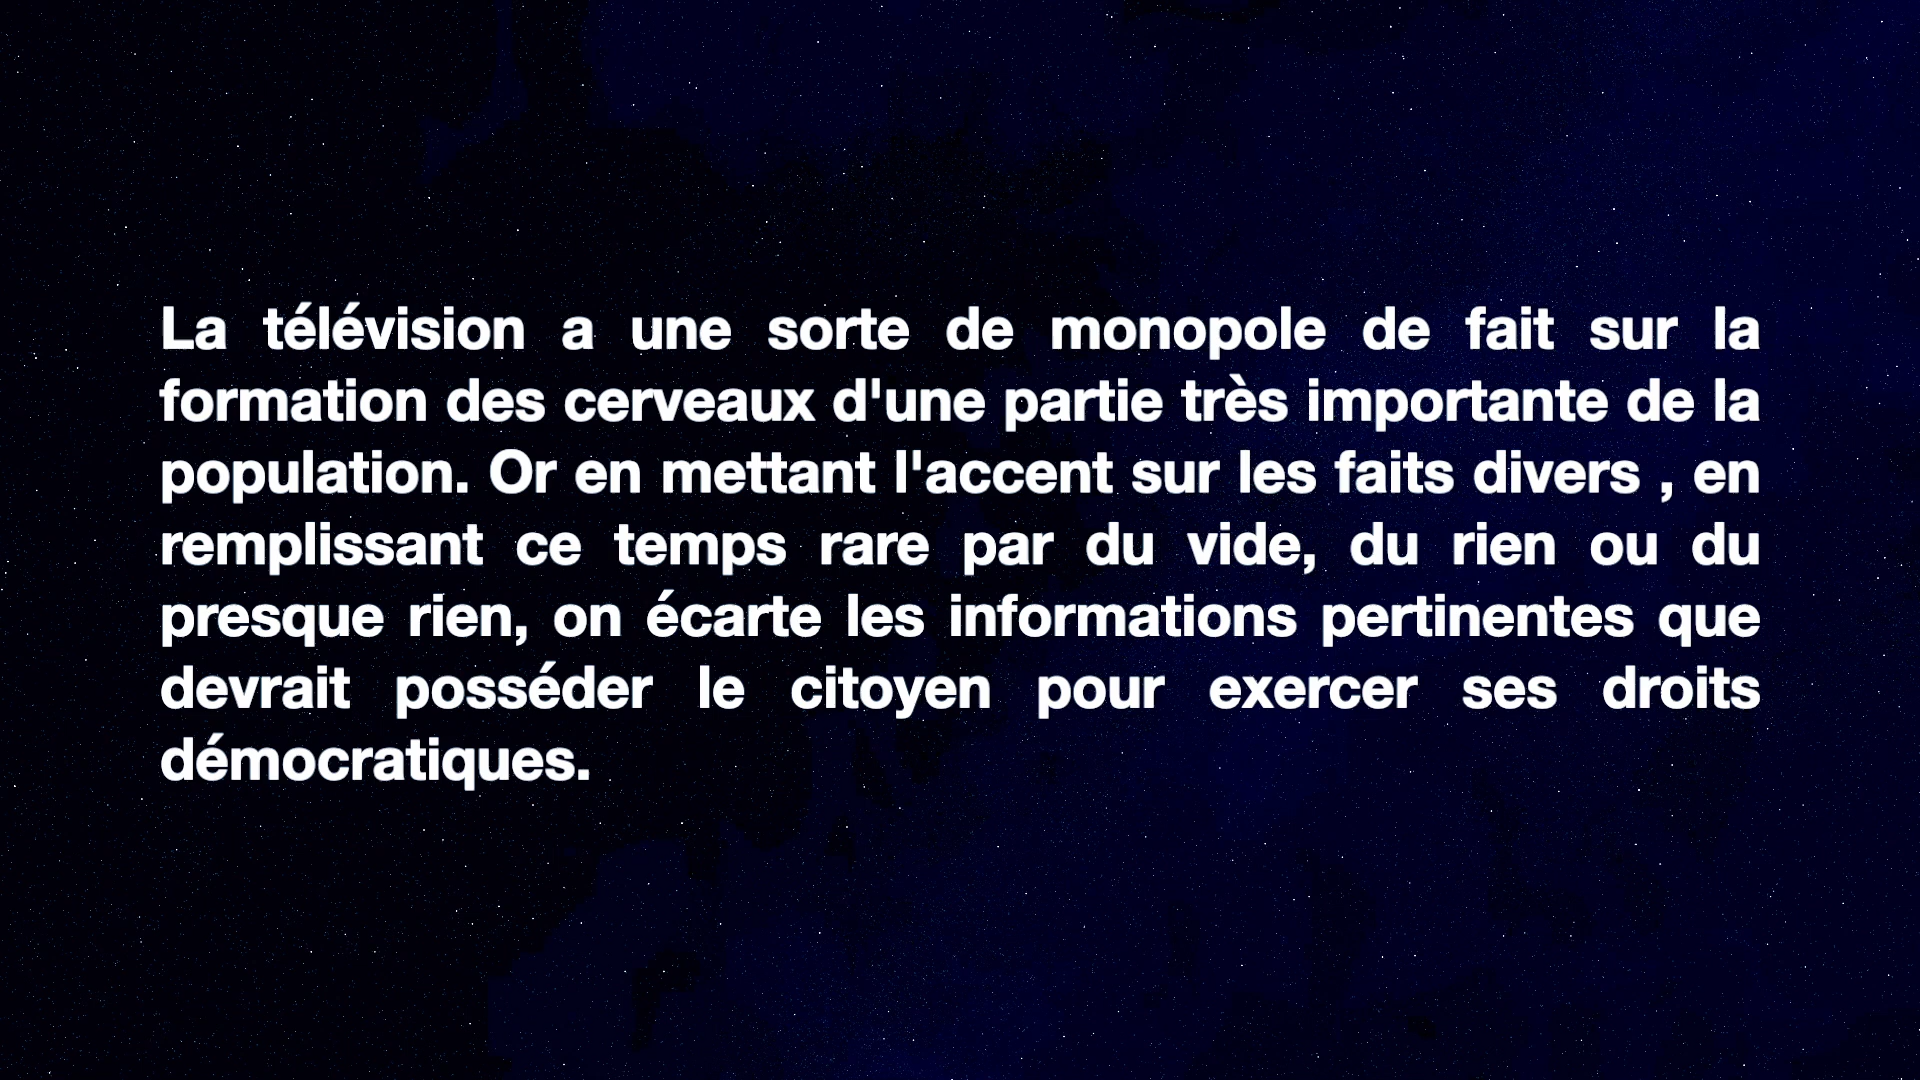 La télévision a une sorte de monopole de fait sur la
formation des cerveaux d'une partie très importante de la
population. Or en mettant l'accent sur les faits divers , en
remplissant ce temps rare par du vide, du rien ou du
presque rien, on écarte les informations pertinentes que
devrait posséder le citoyen pour exercer ses droits
démocratiques.